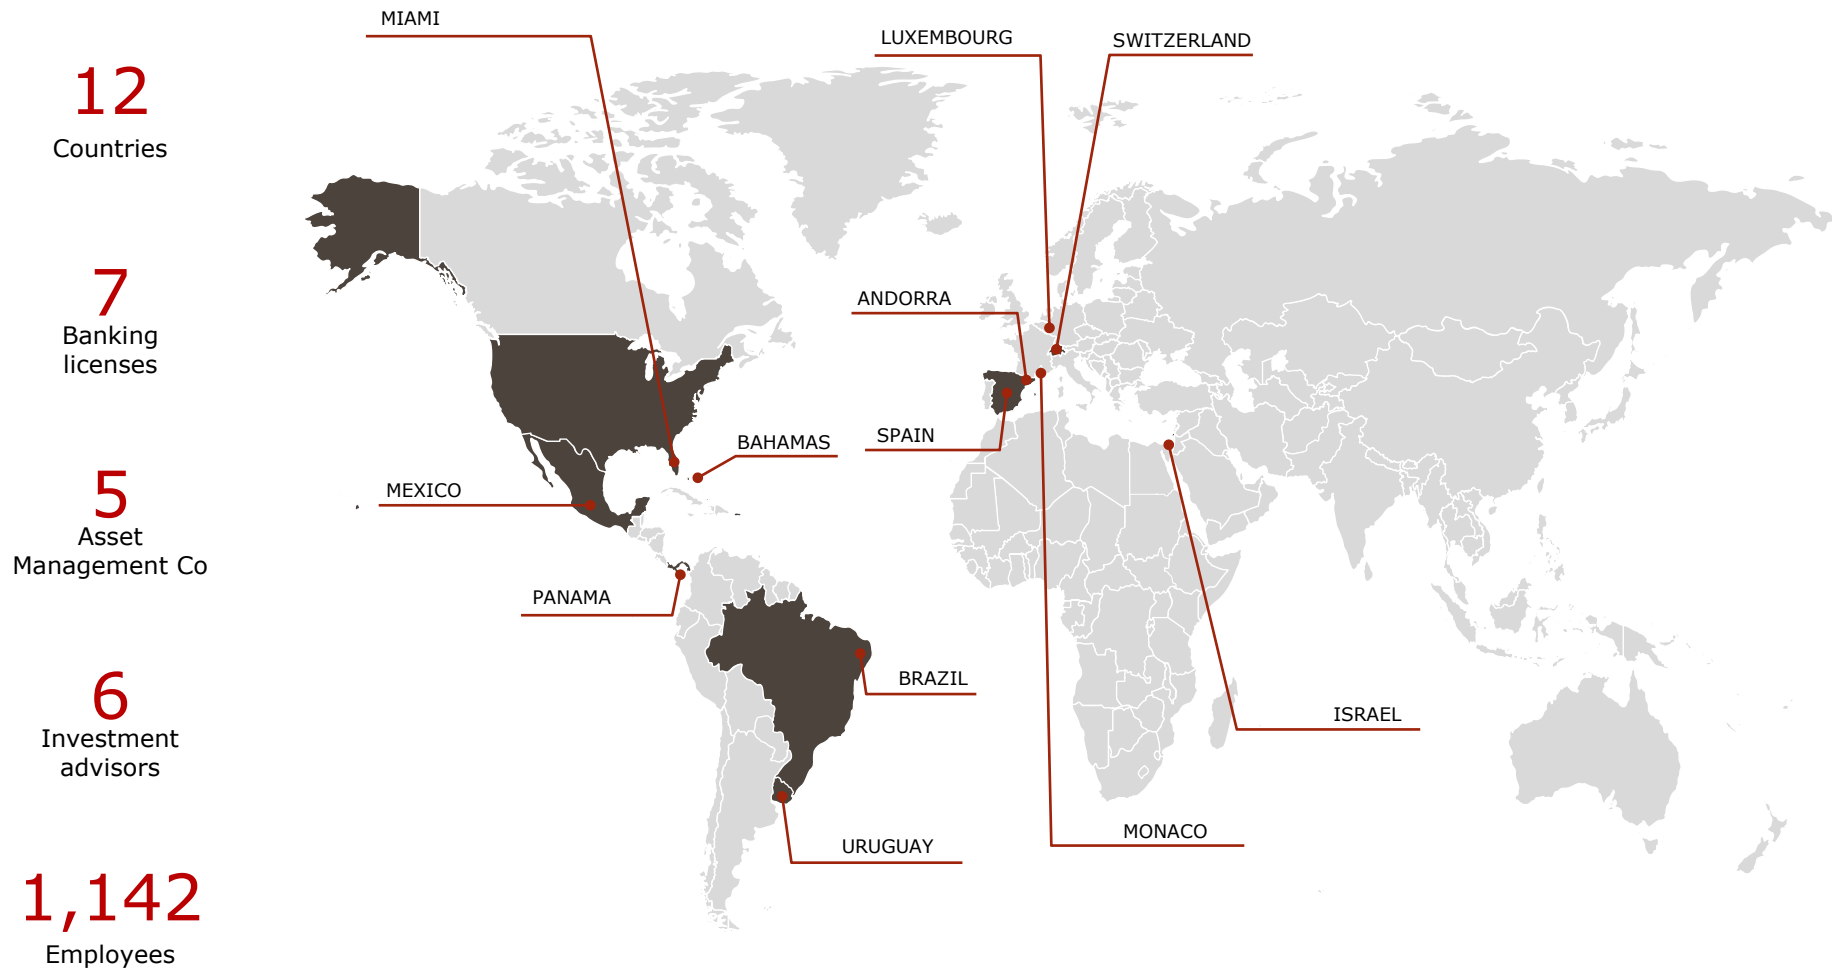 12
Countries
7
Banking
licenses
5
Asset
Management Co
6
Investment
advisors
1,142
Employees
MIAMI
LUXEMBOURG
SWITZERLAND
ANDORRA
SPAIN
BAHAMAS
MEXICO
PANAMA
BRAZIL
ISRAEL
MONACO
URUGUAY